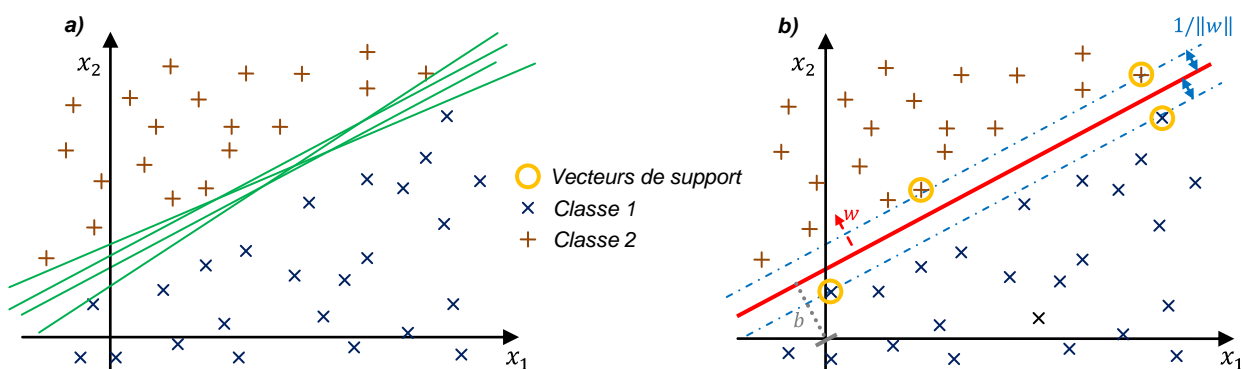 a)
x₂
x₁
Vecteurs de support
Classe 1
Classe 2
b)
1/‖w‖
x₂
w
b
x₁